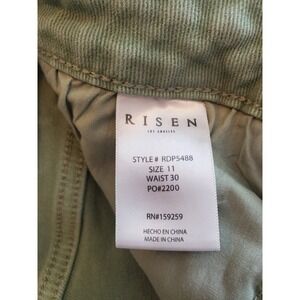 RISEN
LOS ANGELES
STYLE# RDP5488
SIZE 11
WAIST 30
PO#2200
RN#159259
HECHO EN CHINA
MADE IN CHINA